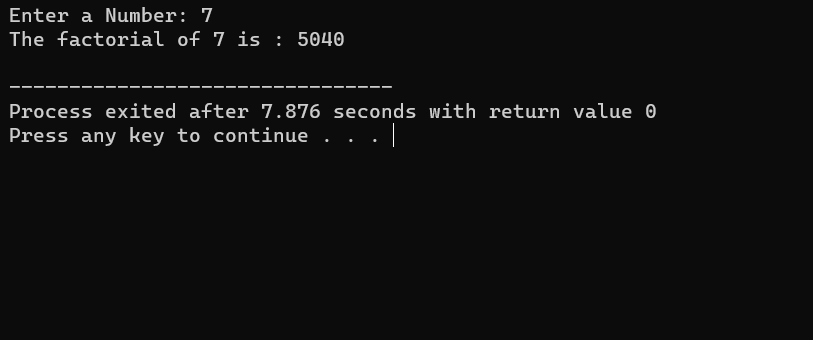 Enter a Number: 7
The factorial of 7 is : 5040

--------------------------------
Process exited after 7.876 seconds with return value 0
Press any key to continue . . .